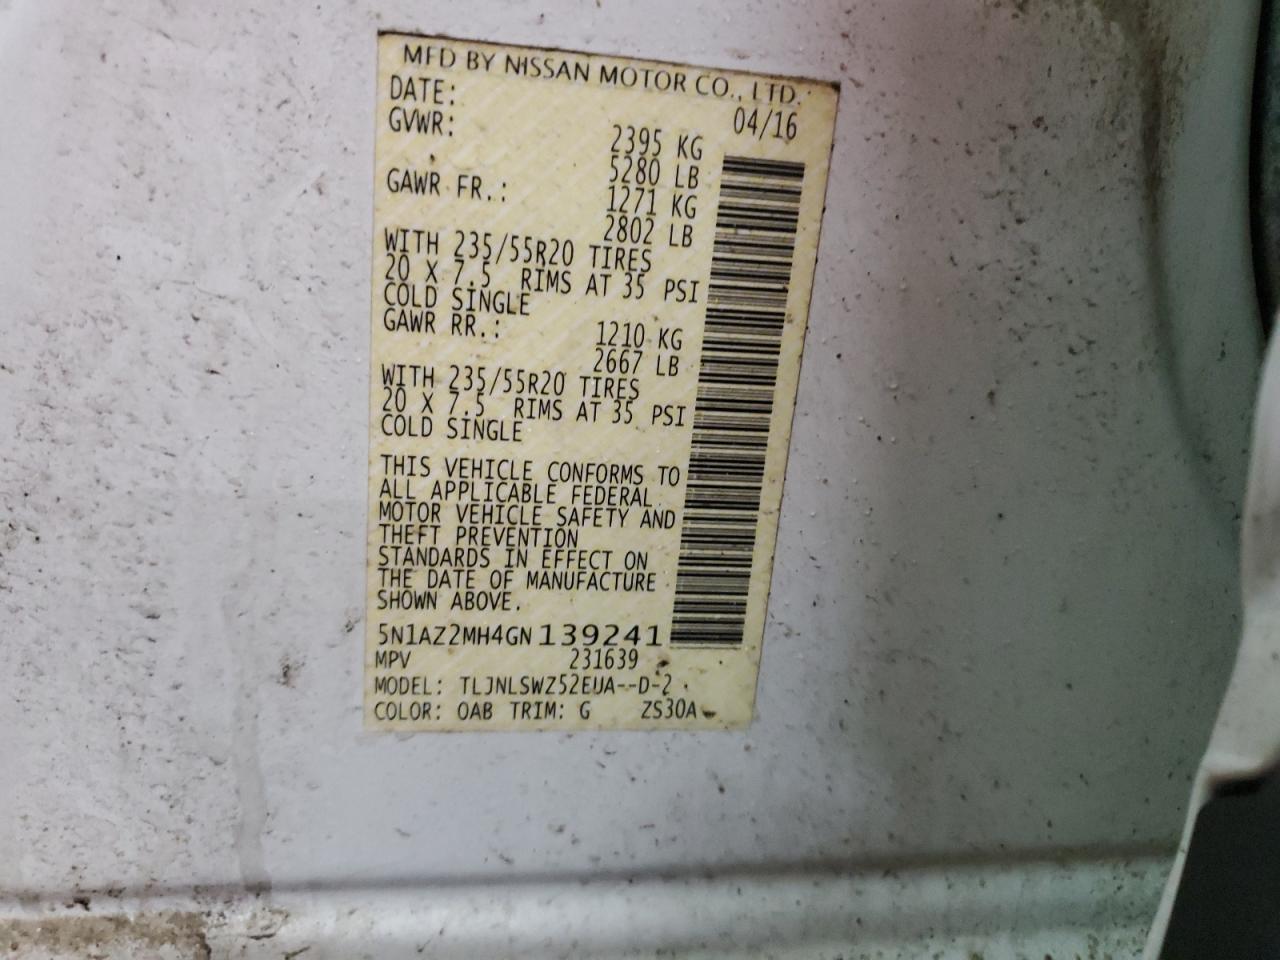 MFD BY NISSAN MOTOR CO., LTD.
DATE: 04/16
GVWR: 2395 KG
5280 LB
GAWR FR.: 1271 KG
2802 LB
WITH 235/55R20 TIRES
20 X 7.5 RIMS AT 35 PSI
COLD SINGLE
GAWR RR.: 1210 KG
2667 LB
WITH 235/55R20 TIRES
20 X 7.5 RIMS AT 35 PSI
COLD SINGLE
THIS VEHICLE CONFORMS TO
ALL APPLICABLE FEDERAL
MOTOR VEHICLE SAFETY AND
THEFT PREVENTION
STANDARDS IN EFFECT ON
THE DATE OF MANUFACTURE
SHOWN ABOVE.
5N1AZ2MH4GN139241
MPV 231639
MODEL: TLJNLSWZ52EUA--D-2
COLOR: OAB TRIM: G ZS30A